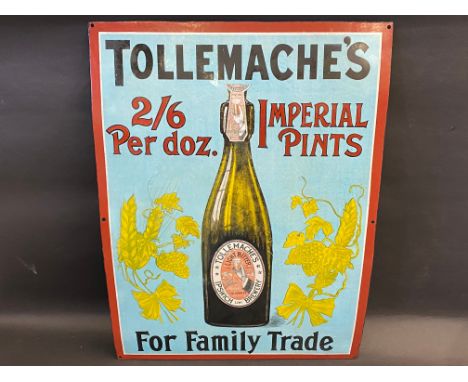 TOLLEMACHE'S
2/6
Per doz.
IMPERIAL
PINTS
TOLLEMACHE'S
IPSWICH
BREWERY
For Family Trade